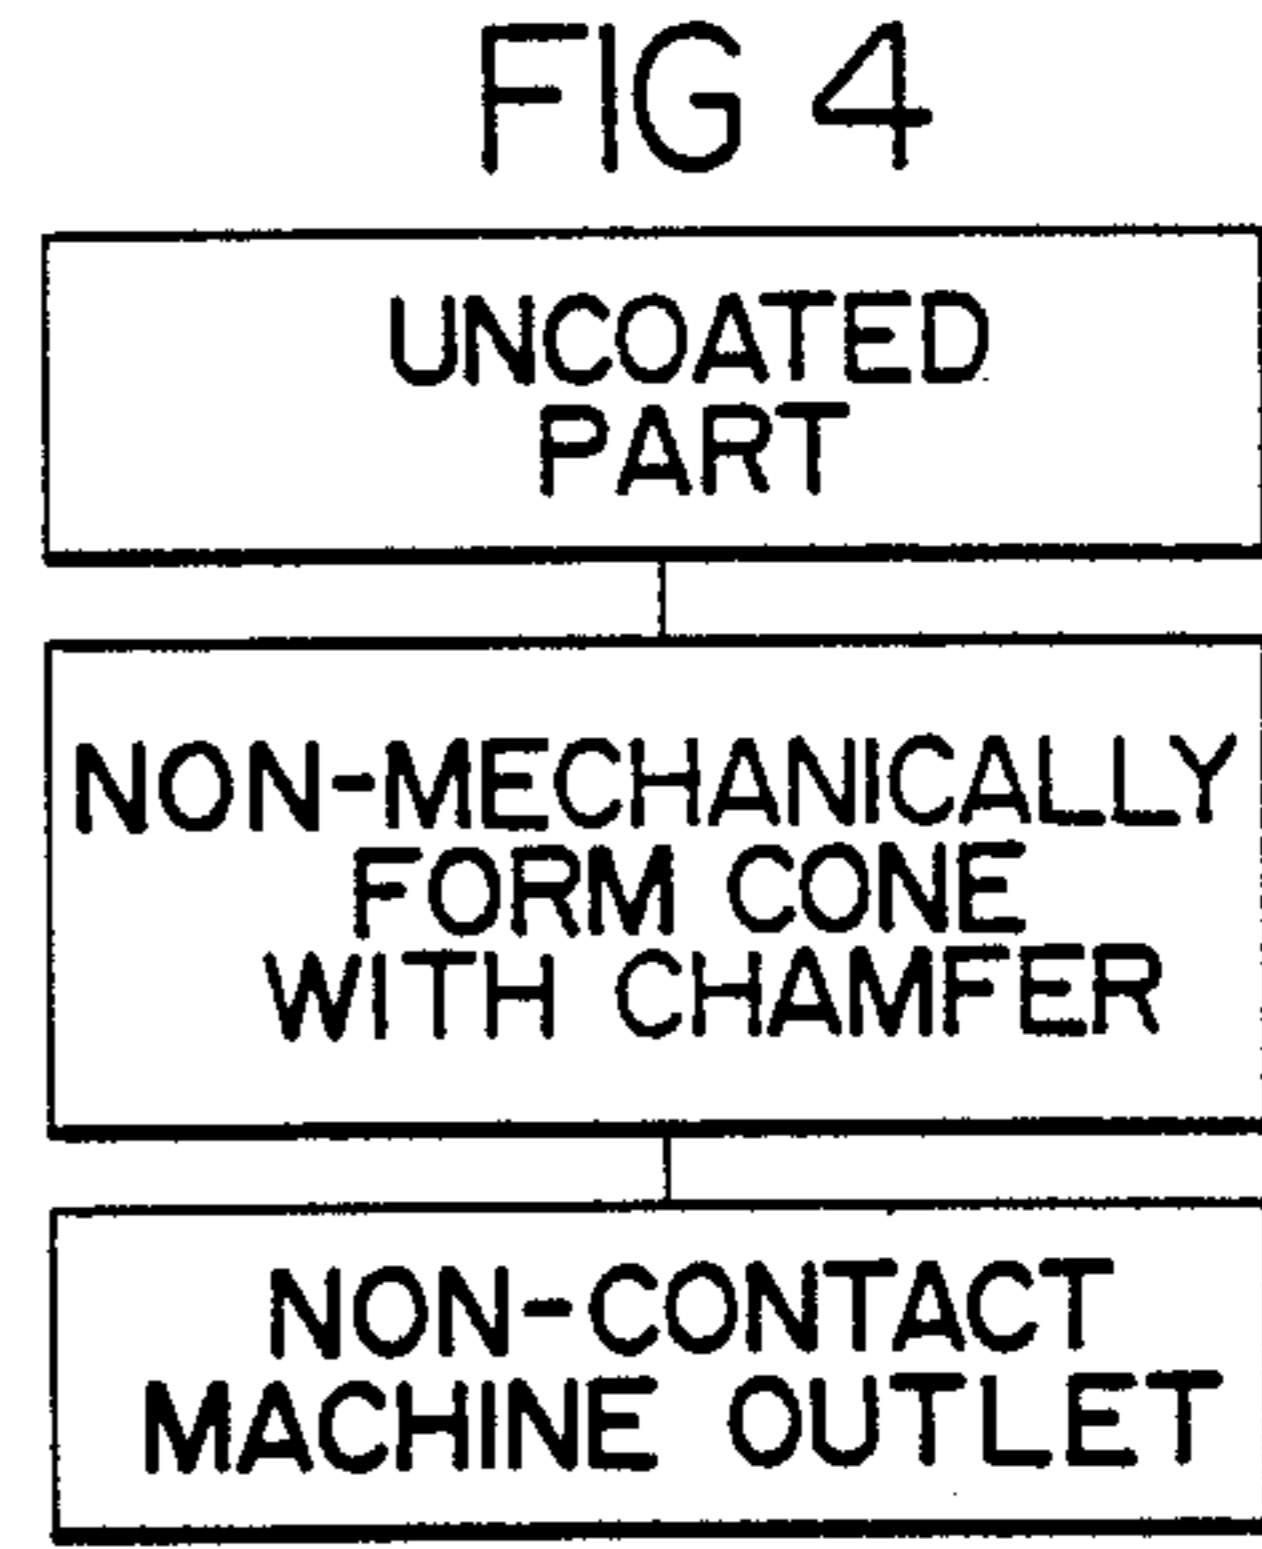 FIG 4
UNCOATED
PART
NON-MECHANICALLY
FORM CONE
WITH CHAMFER
NON-CONTACT
MACHINE OUTLET